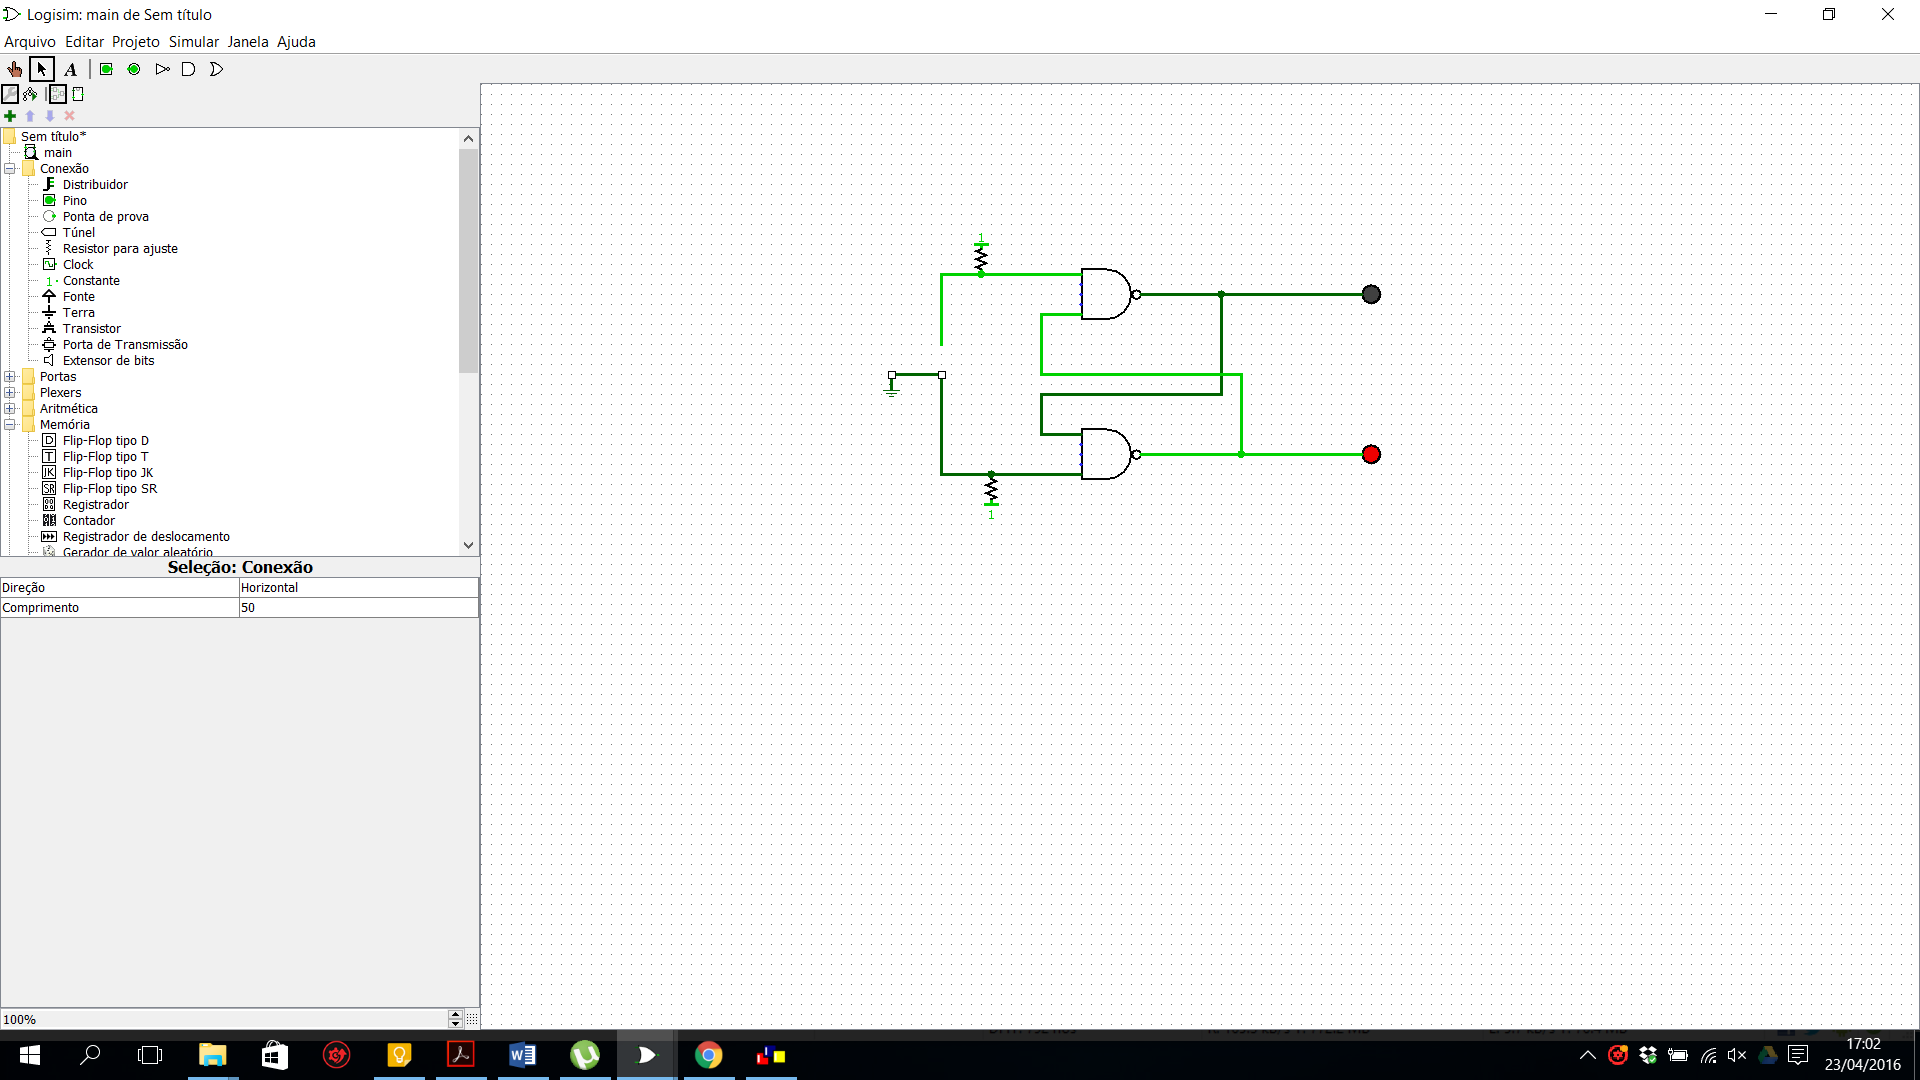 Logisim: main de Sem título
Arquivo Editar Projeto Simular Janela Ajuda
A
Sem título*
main
Conexão
Distribuidor
Pino
Ponta de prova
Túnel
Resistor para ajuste
Clock
1 Constante
Fonte
Terra
Transistor
Porta de Transmissão
Extensor de bits
Portas
Plexers
Aritmética
Memória
D Flip-Flop tipo D
T Flip-Flop tipo T
JK Flip-Flop tipo JK
SR Flip-Flop tipo SR
Registrador
Contador
Registrador de deslocamento
Gerador de valor aleatório
Seleção: Conexão
Direção Horizontal
Comprimento 50
100%
1
1
17:02
23/04/2016